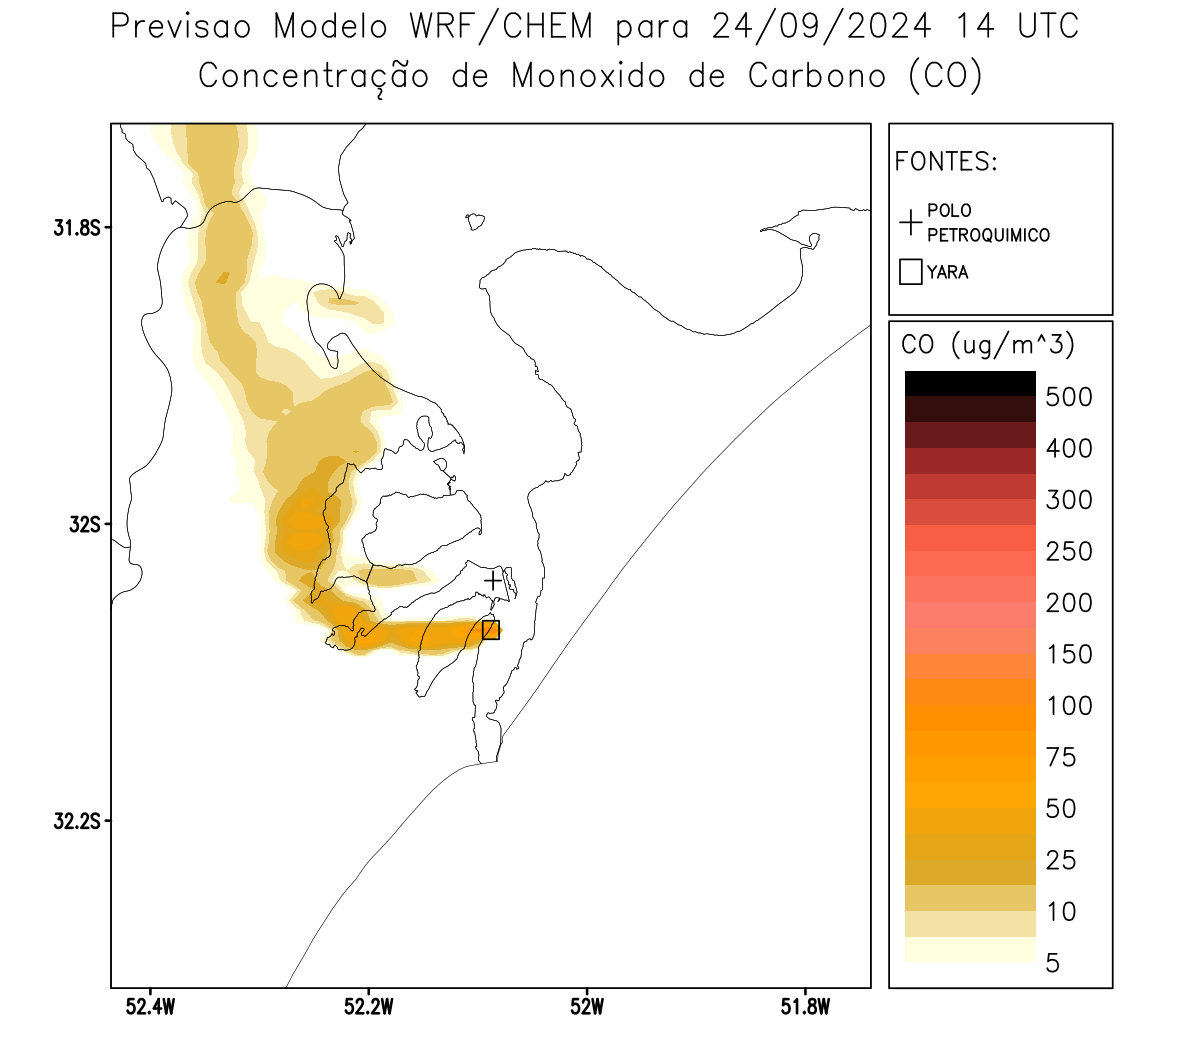 Previsao Modelo WRF/CHEM para 24/09/2024 14 UTC
Concentração de Monoxido de Carbono (CO)
FONTES:
POLO
PETROQUIMICO
YARA
CO (ug/m^3)
500
400
300
250
200
150
100
75
50
25
10
5
31.8S
32S
32.2S
52.4W
52.2W
52W
51.8W